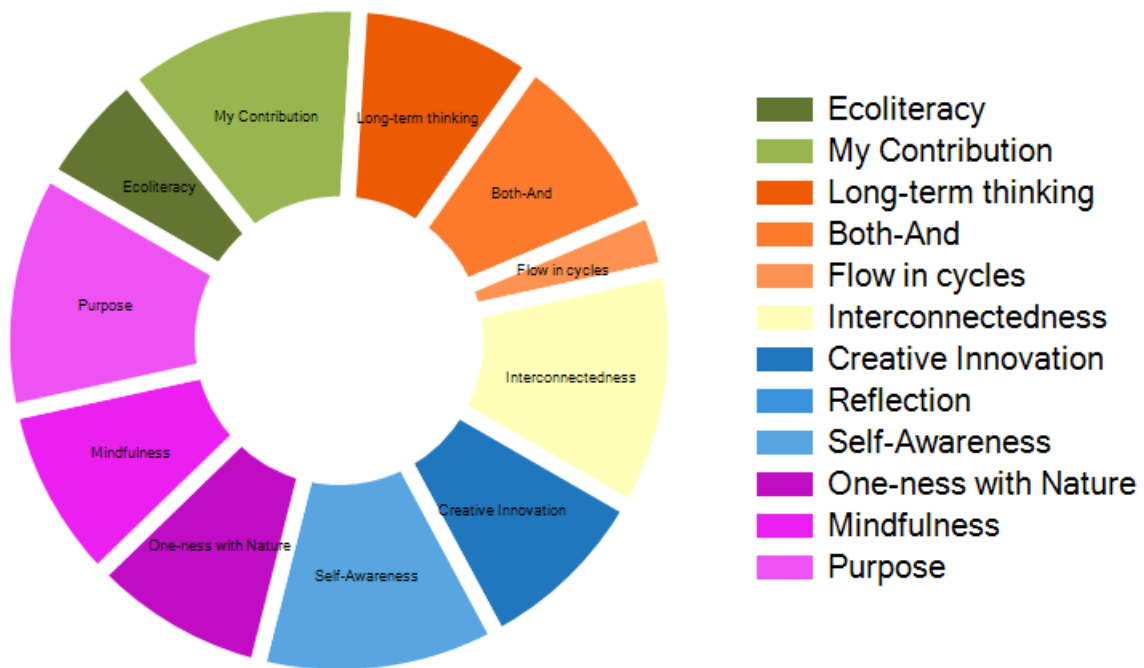 My Contribution
Long-term thinking
Ecoliteracy
Both-And
Flow in cycles
Purpose
Interconnectedness
Mindfulness
Creative Innovation
One-ness with Nature
Self-Awareness
Ecoliteracy
My Contribution
Long-term thinking
Both-And
Flow in cycles
Interconnectedness
Creative Innovation
Reflection
Self-Awareness
One-ness with Nature
Mindfulness
Purpose